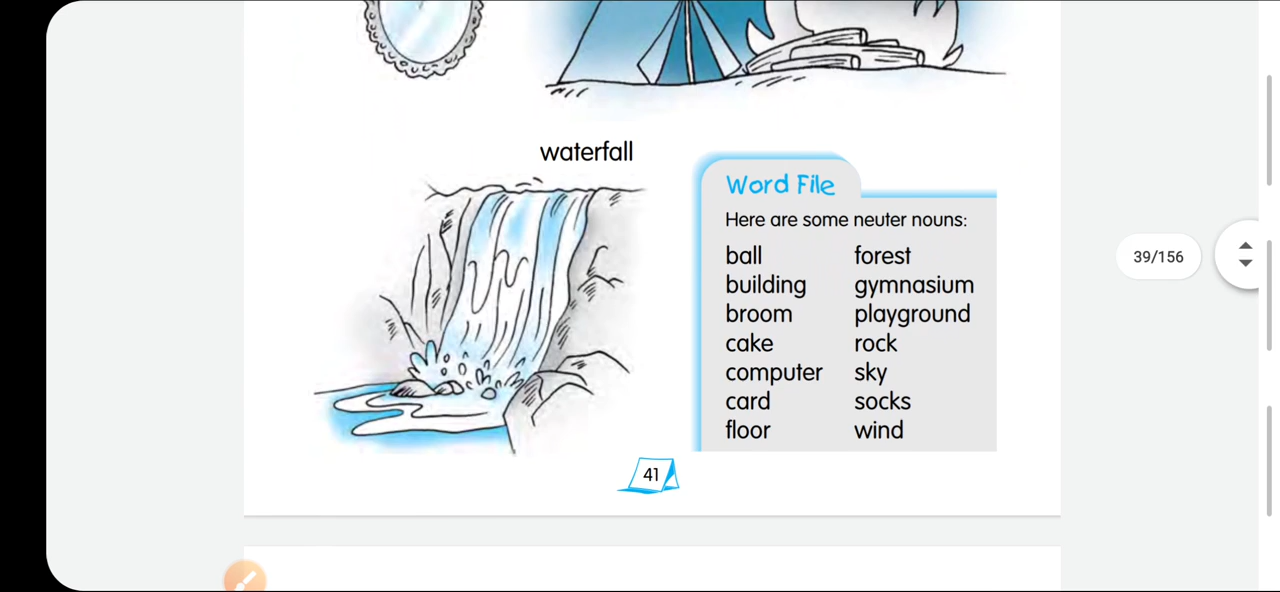 waterfall
Word File
Here are some neuter nouns:
ball forest
building gymnasium
broom playground
cake rock
computer sky
card socks
floor wind
41
39/156